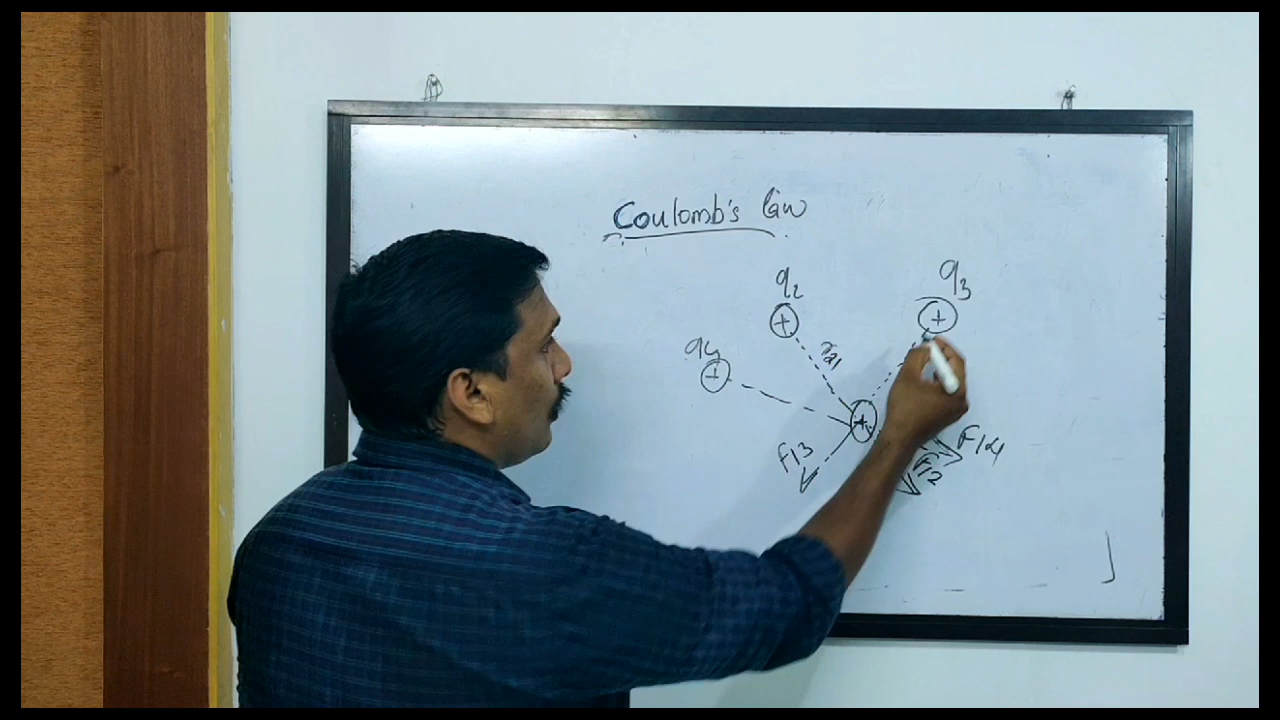 Coulomb's law
q2
q3
q4
r21
+
+
+
+
F13
F12
F14